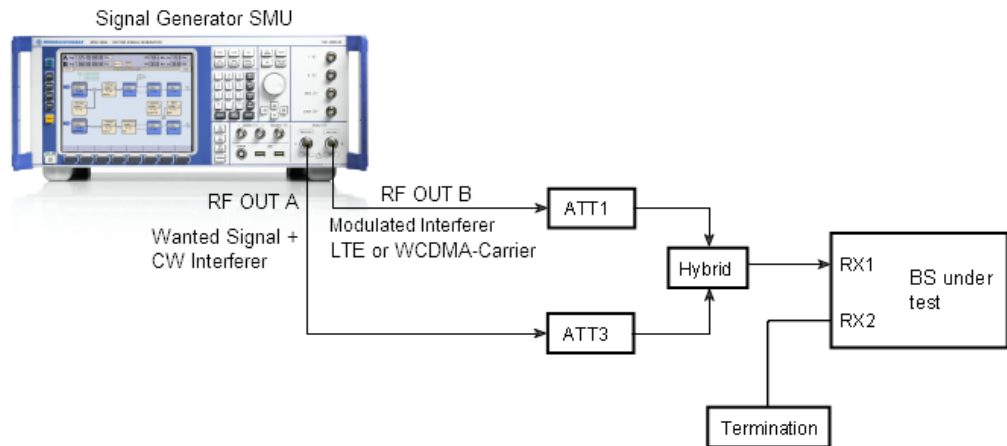 Signal Generator SMU
RF OUT A
RF OUT B
Wanted Signal +
CW Interferer
Modulated Interferer
LTE or WCDMA-Carrier
ATT1
Hybrid
ATT3
RX1
BS under
test
RX2
Termination